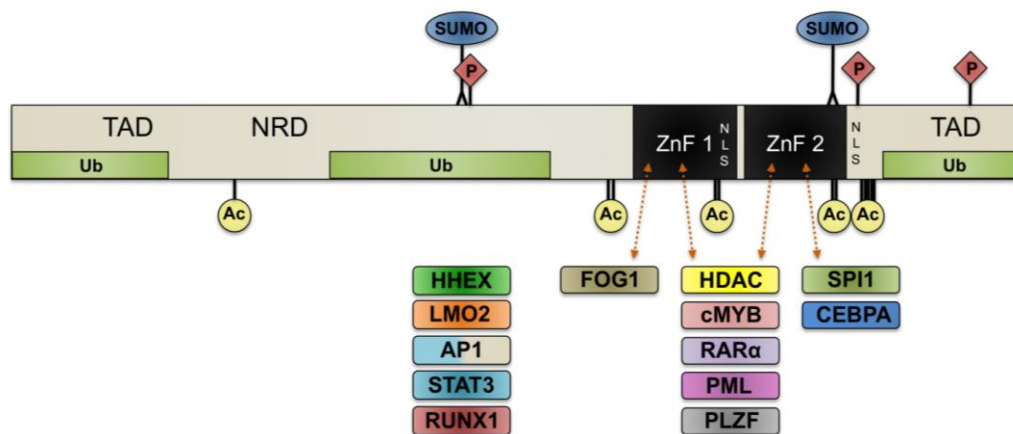 SUMO SUMO
P P P
TAD NRD ZnF 1 NLS ZnF 2 NLS TAD
Ub Ub Ub
Ac Ac Ac Ac Ac
HHEX FOG1 HDAC SPI1
LMO2 cMYB CEBPA
AP1 RARα
STAT3 PML
RUNX1 PLZF